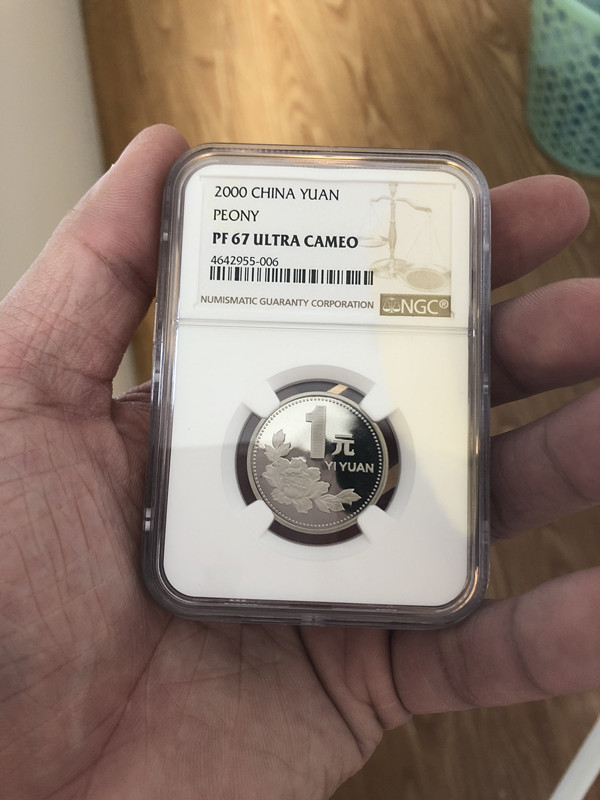 2000 CHINA YUAN
PEONY
PF 67 ULTRA CAMEO
4642955-006
NUMISMATIC GUARANTY CORPORATION NGC®
1元
YI YUAN